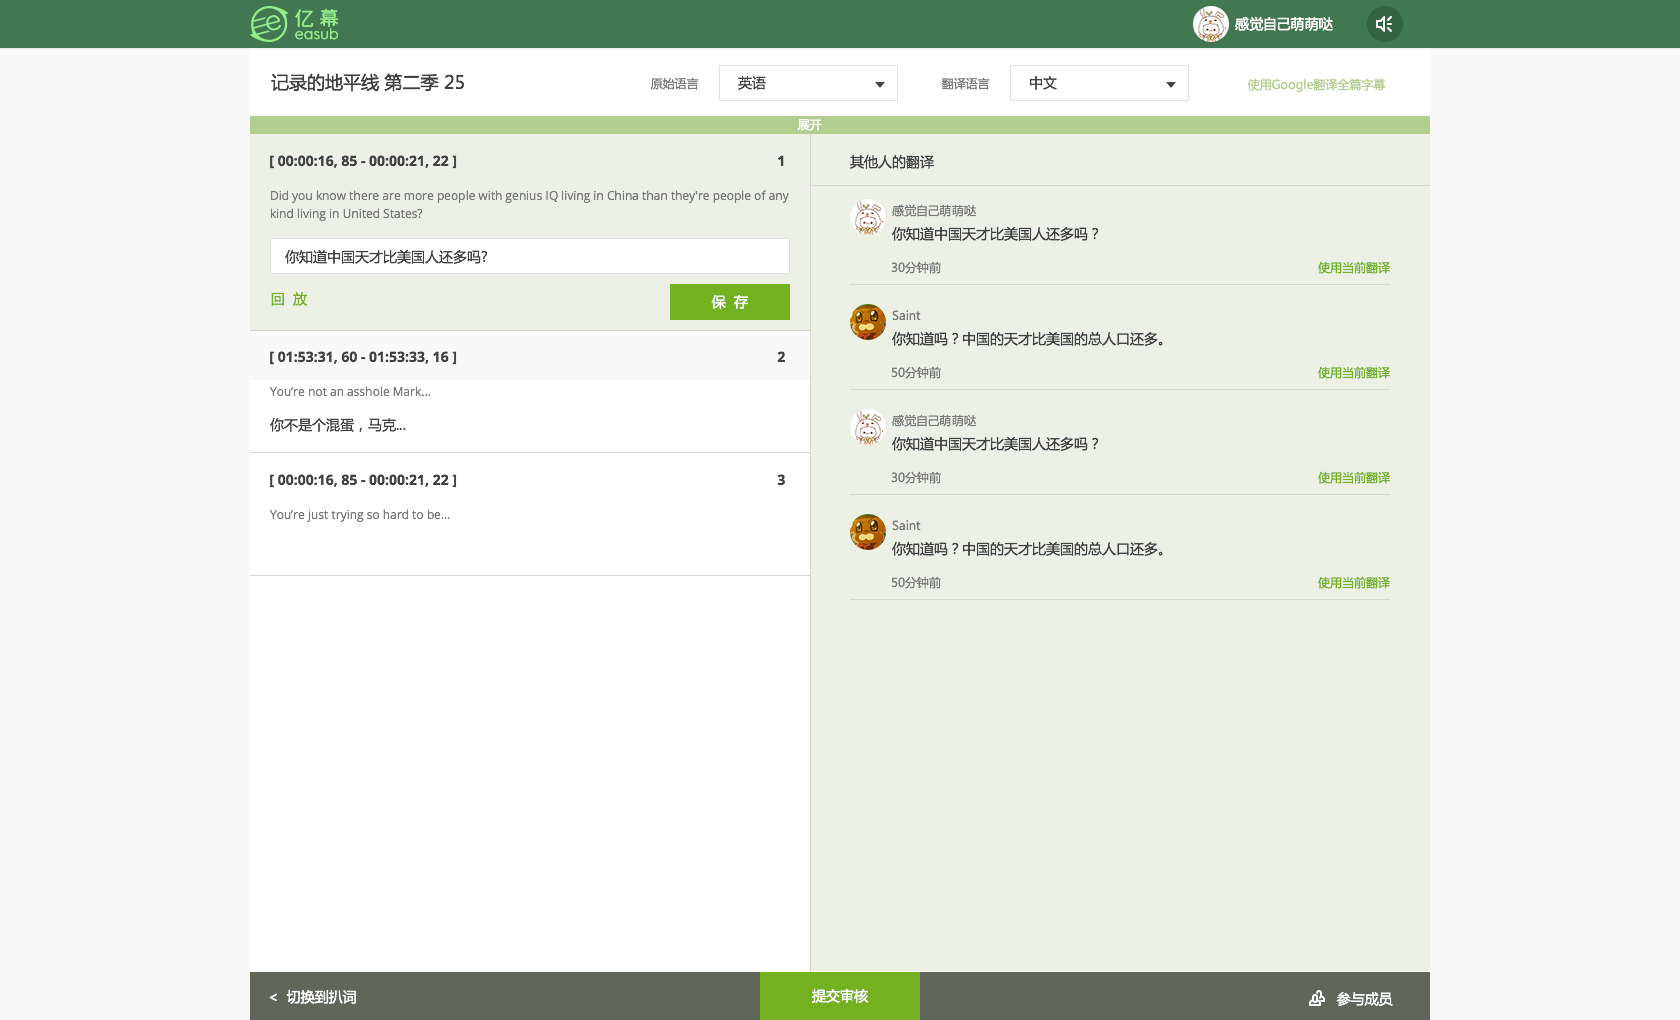 亿幕
easub
感觉自己萌萌哒
记录的地平线 第二季 25
原始语言
英语
翻译语言
中文
使用Google翻译全篇字幕
展开
[ 00:00:16, 85 - 00:00:21, 22 ]
1
Did you know there are more people with genius IQ living in China than they're people of any
kind living in United States?
你知道中国天才比美国人还多吗?
回 放
保 存
[ 01:53:31, 60 - 01:53:33, 16 ]
2
You’re not an asshole Mark...
你不是个混蛋，马克...
[ 00:00:16, 85 - 00:00:21, 22 ]
3
You’re just trying so hard to be...
其他人的翻译
感觉自己萌萌哒
你知道中国天才比美国人还多吗？
30分钟前
使用当前翻译
Saint
你知道吗？中国的天才比美国的总人口还多。
50分钟前
使用当前翻译
感觉自己萌萌哒
你知道中国天才比美国人还多吗？
30分钟前
使用当前翻译
Saint
你知道吗？中国的天才比美国的总人口还多。
50分钟前
使用当前翻译
< 切换到扒词
提交审核
参与成员